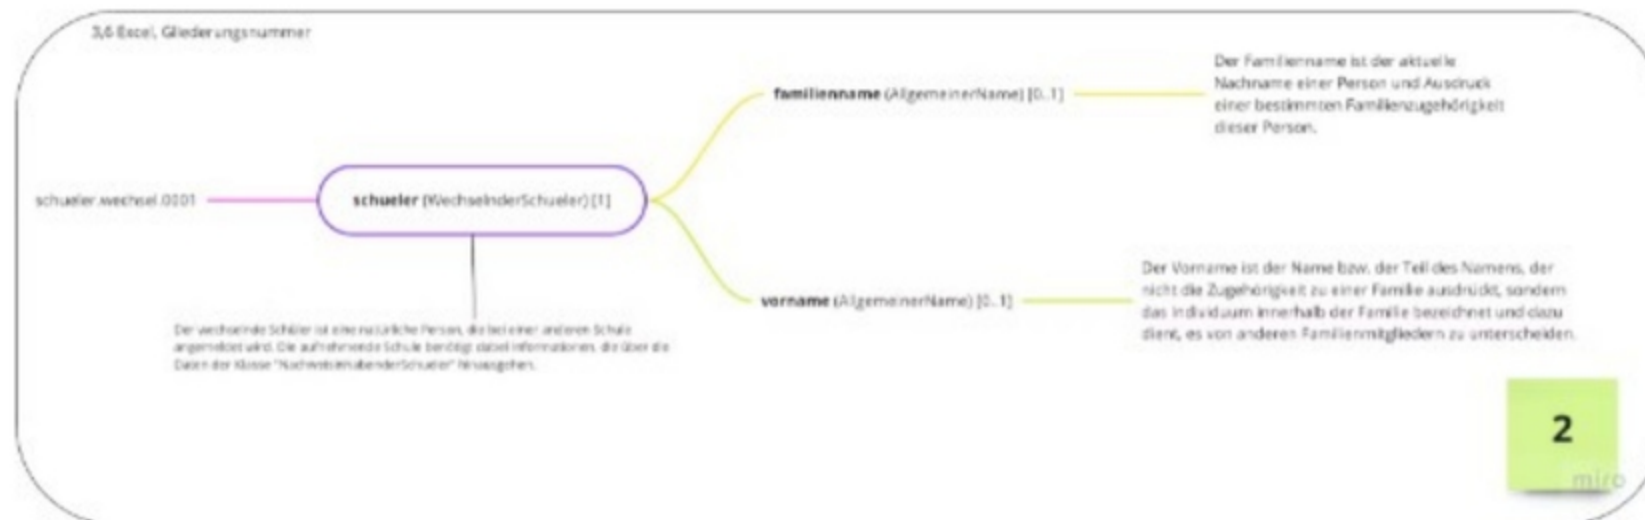 3,6 Excel, Gliederungsnummer
familienname (AllgemeinerName) [0..1]
Der Familienname ist der aktuelle
Nachname einer Person und Ausdruck
einer bestimmten Familienzugehörigkeit
dieser Person.
schueler.wechsel.0001
schueler (WechselnderSchueler) [1]
vorname (AllgemeinerName) [0..1]
Der Vorname ist der Name bzw. der Teil des Namens, der
nicht die Zugehörigkeit zu einer Familie ausdrückt, sondern
das Individuum innerhalb der Familie bezeichnet und dazu
dient, es von anderen Familienmitgliedern zu unterscheiden.
Der wechselnde Schüler ist eine natürliche Person, die bei einer anderen Schule
angemeldet wird. Die aufnehmende Schule benötigt dabei Informationen, die über die
Daten der Klasse "NachweisinhabenderSchueler" hinausgehen.
2
miro